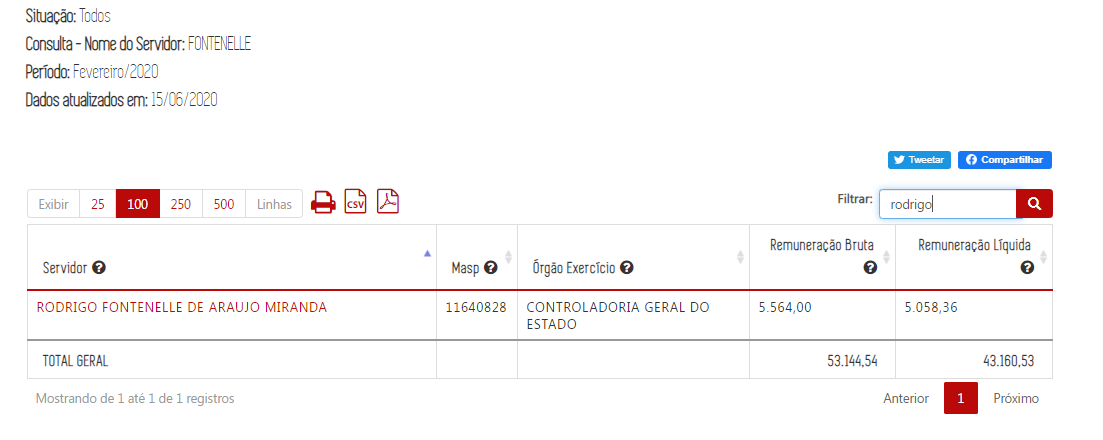 Situação: Todos
Consulta - Nome do Servidor: FONTENELLE
Período: Fevereiro/2020
Dados atualizados em: 15/06/2020
Tweetar Compartilhar
Exibir 25 100 250 500 Linhas CSV Filtrar: rodrigo
Servidor ? Masp ? Órgão Exercício ? Remuneração Bruta ? Remuneração Líquida ?
RODRIGO FONTENELLE DE ARAUJO MIRANDA 11640828 CONTROLADORIA GERAL DO 5.564,00 5.058,36
ESTADO
TOTAL GERAL 53.144,54 43.160,53
Mostrando de 1 até 1 de 1 registros Anterior 1 Próximo